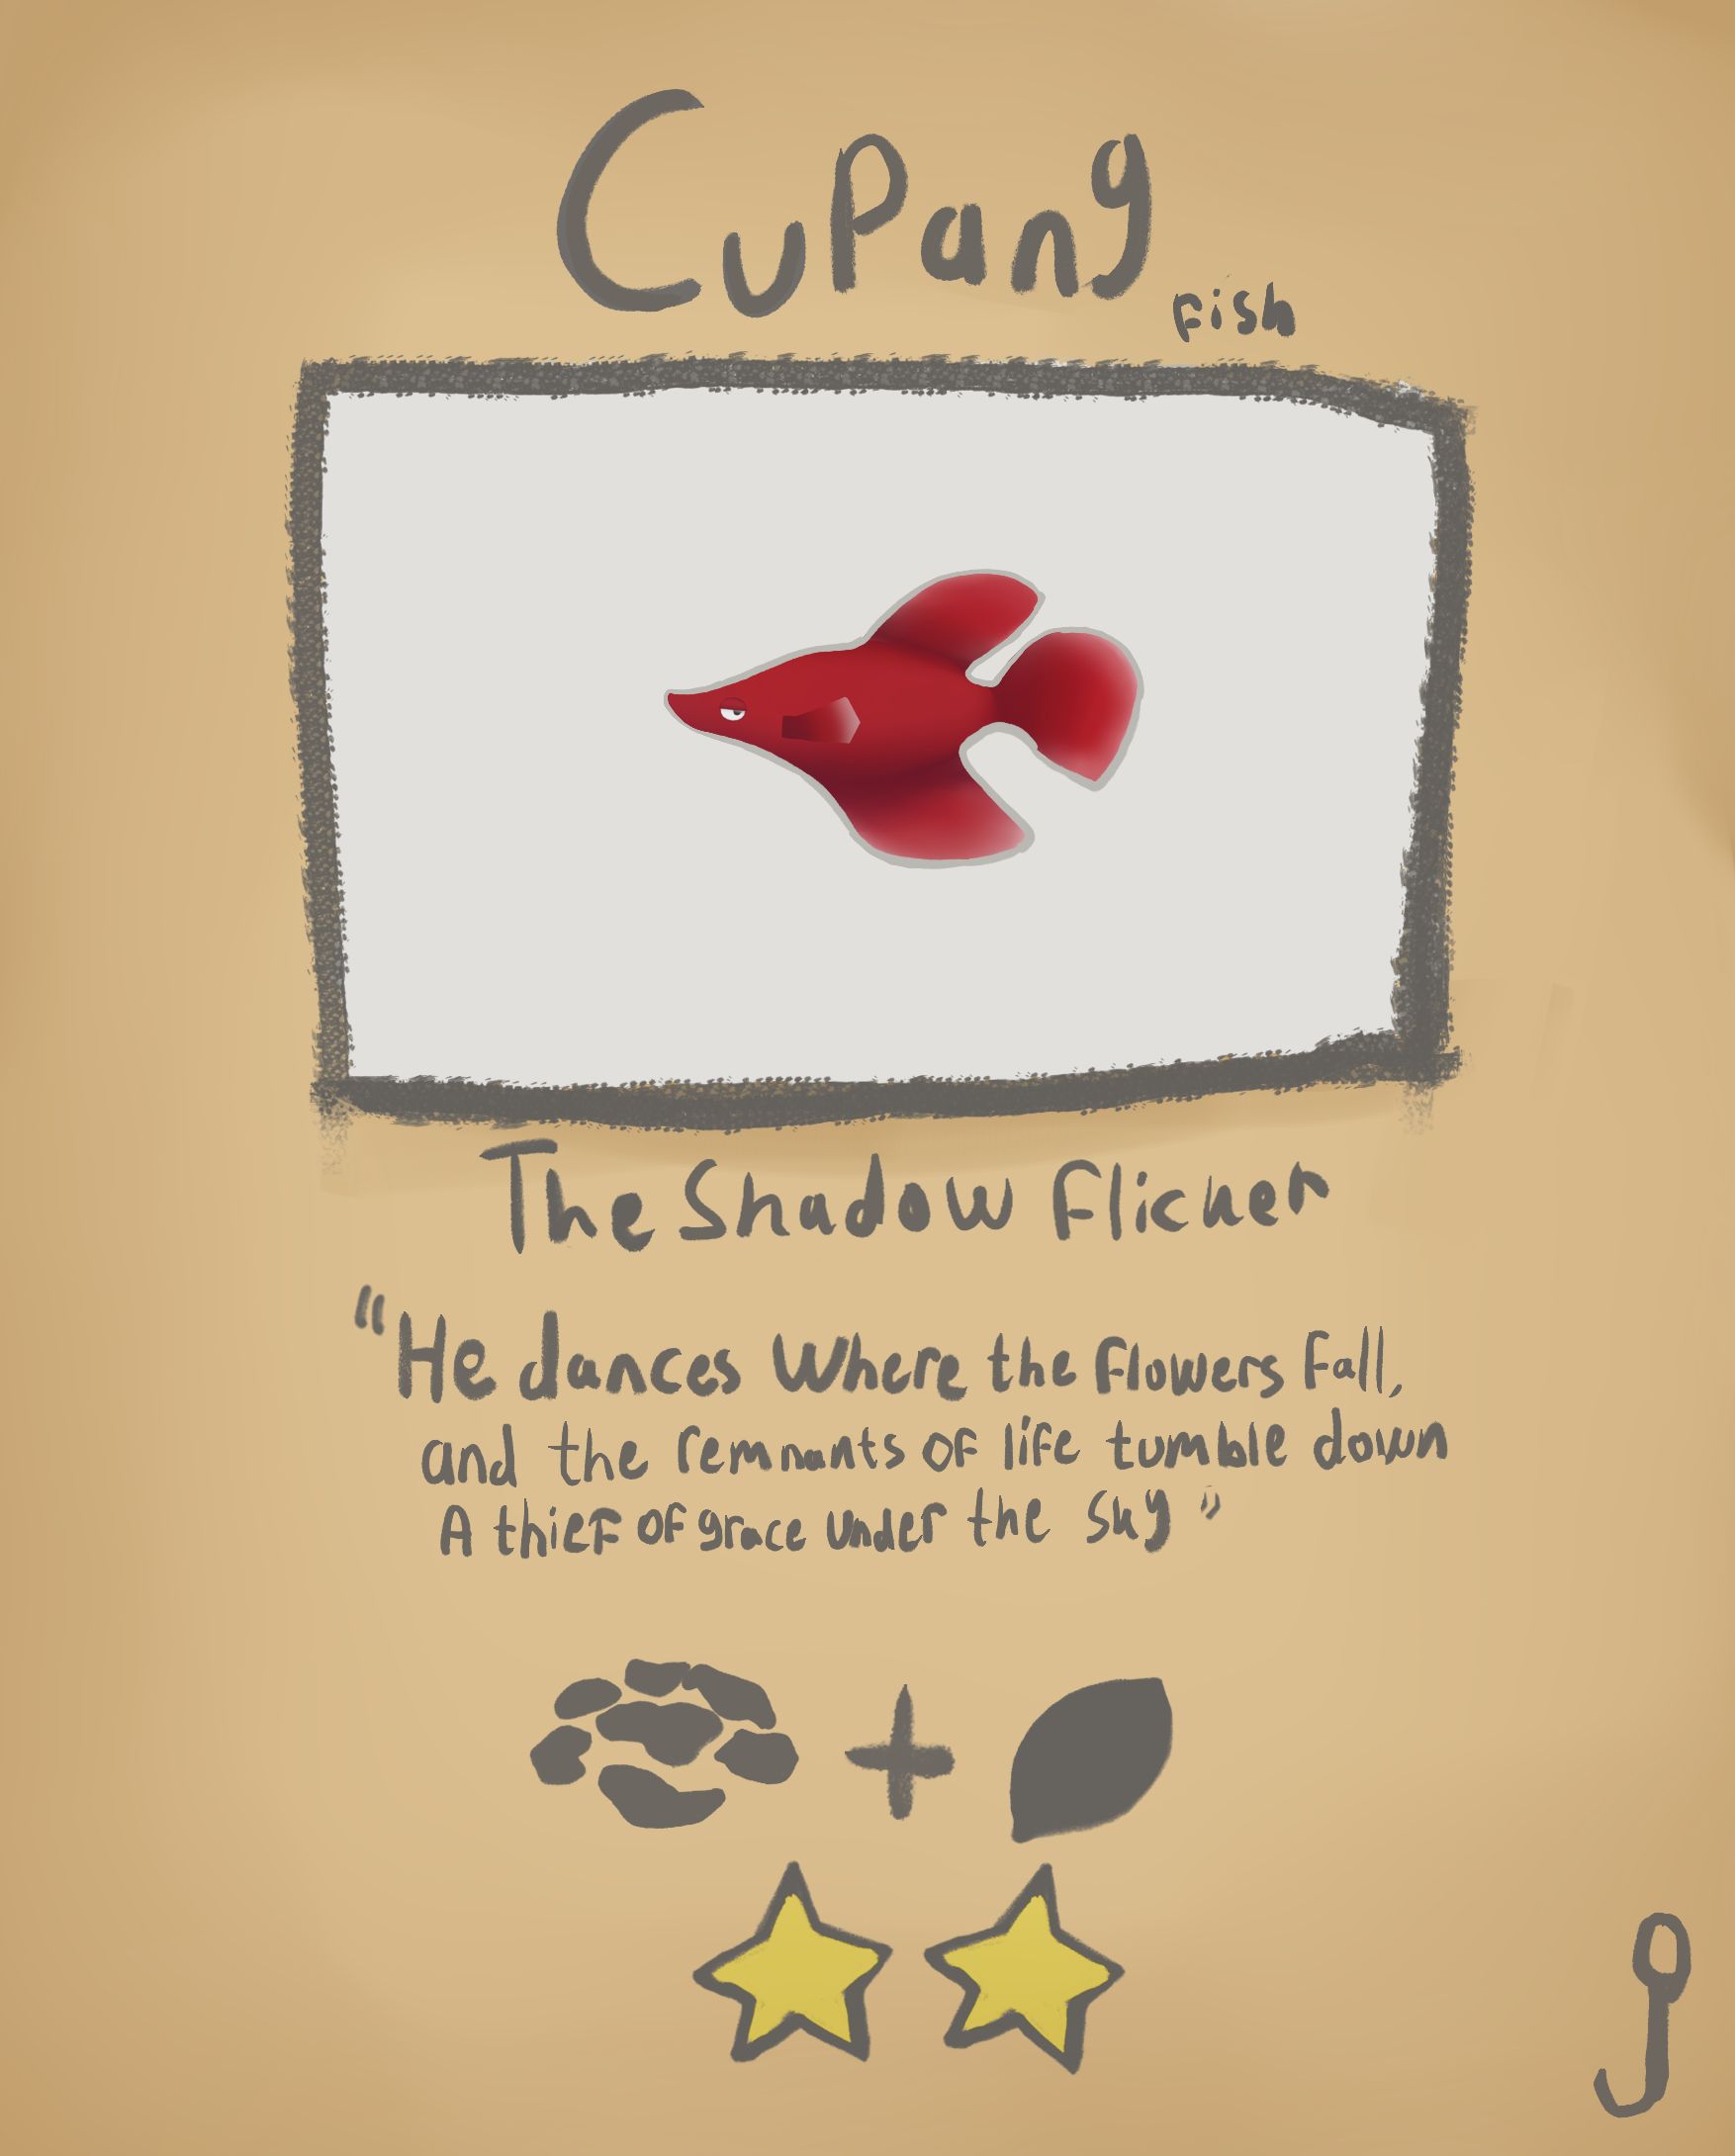 Cupang
fish
The Shadow Flicker
"He dances Where the flowers fall,
and the remnants of life tumble down
A thief of grace under the sky"